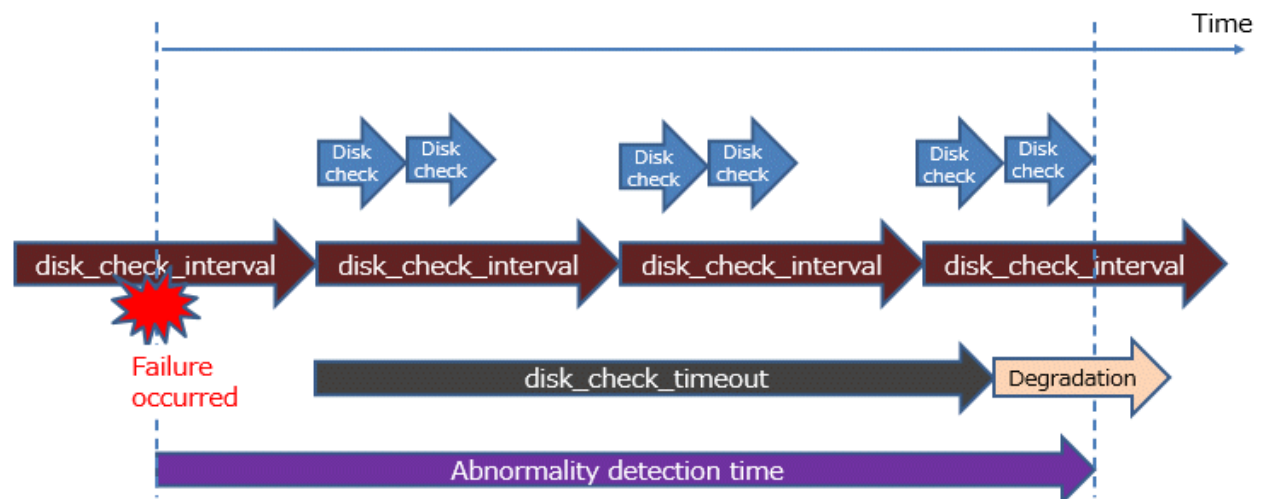 Time
Disk
check
Disk
check
Disk
check
Disk
check
Disk
check
Disk
check
disk_check_interval
disk_check_interval
disk_check_interval
disk_check_interval
Failure
occurred
disk_check_timeout
Degradation
Abnormality detection time